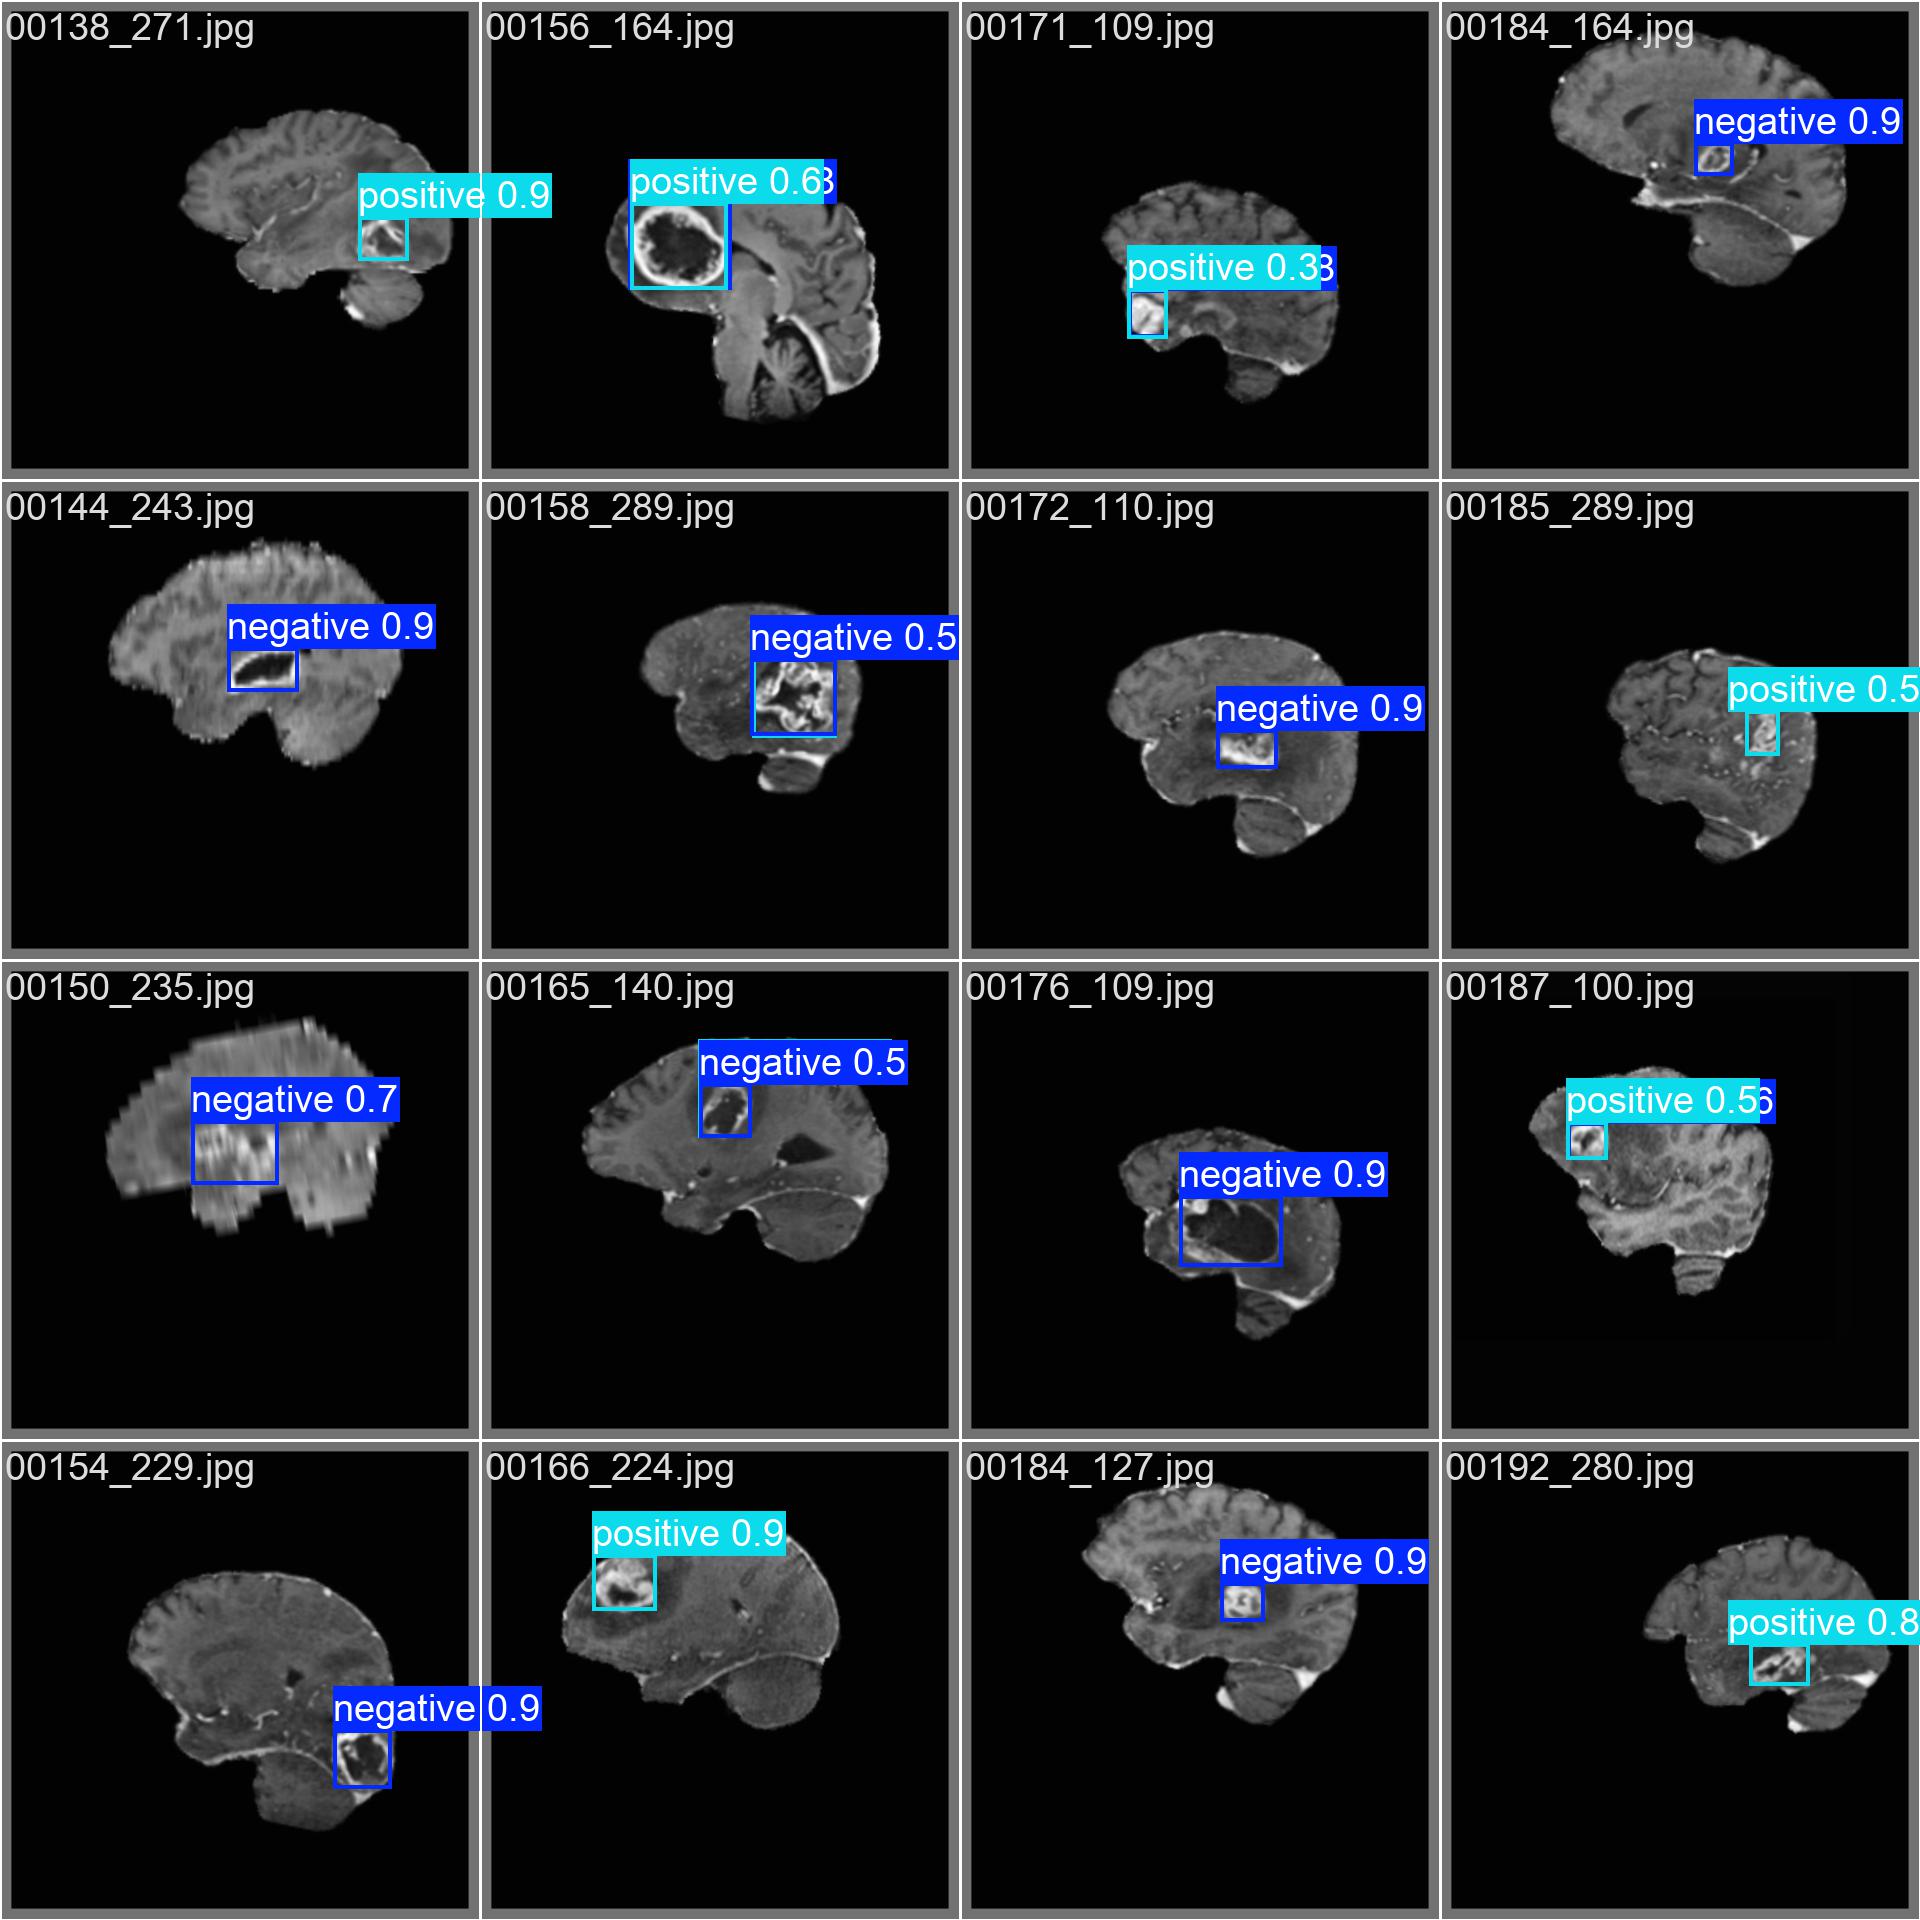 00138_271.jpg
positive 0.9
00156_164.jpg
positive 0.6
00171_109.jpg
positive 0.3
00184_164.jpg
negative 0.9
00144_243.jpg
negative 0.9
00158_289.jpg
negative 0.5
00172_110.jpg
negative 0.9
00185_289.jpg
positive 0.5
00150_235.jpg
negative 0.7
00165_140.jpg
negative 0.5
00176_109.jpg
negative 0.9
00187_100.jpg
positive 0.5
00154_229.jpg
negative 0.9
00166_224.jpg
positive 0.9
00184_127.jpg
negative 0.9
00192_280.jpg
positive 0.8